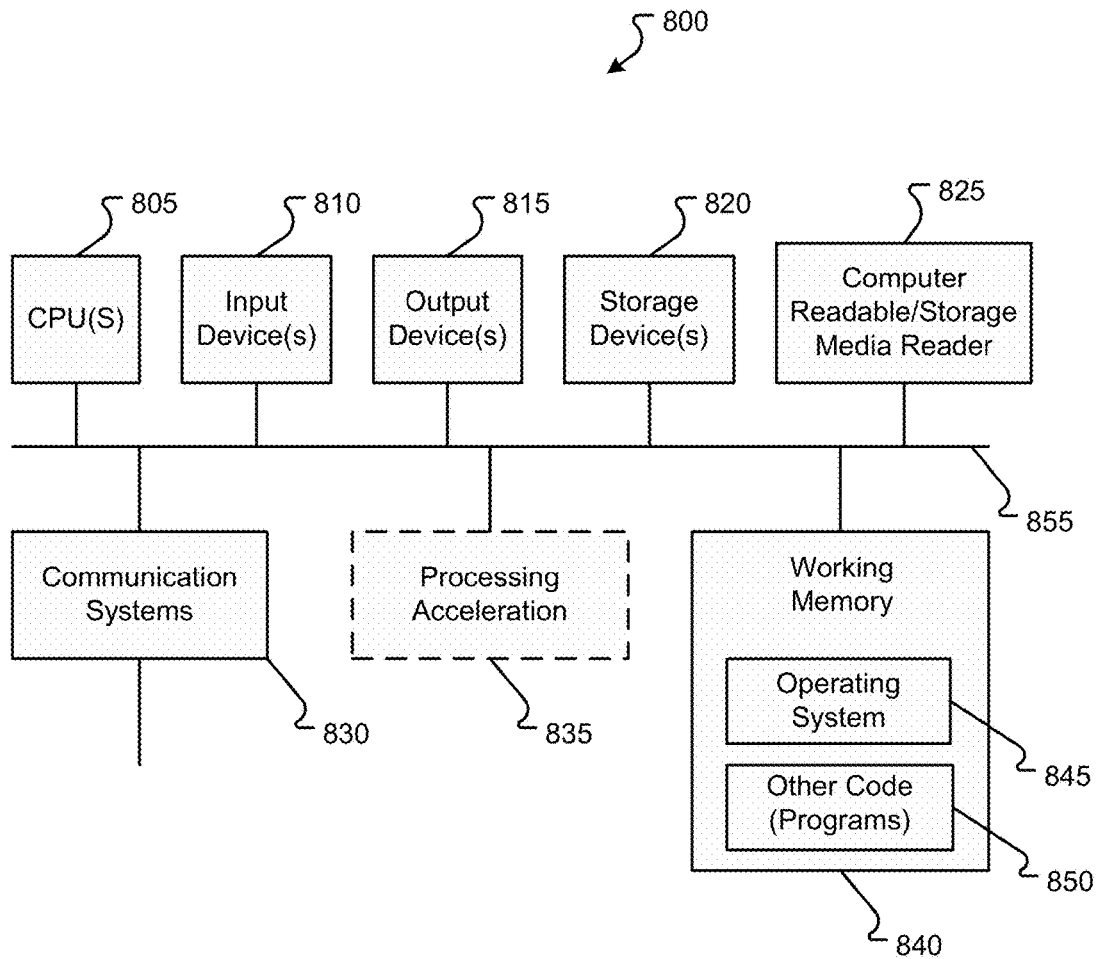 800
805
810
815
820
825
CPU(S)
Input
Device(s)
Output
Device(s)
Storage
Device(s)
Computer
Readable/Storage
Media Reader
855
Communication
Systems
830
Processing
Acceleration
835
Working
Memory
Operating
System
845
Other Code
(Programs)
850
840